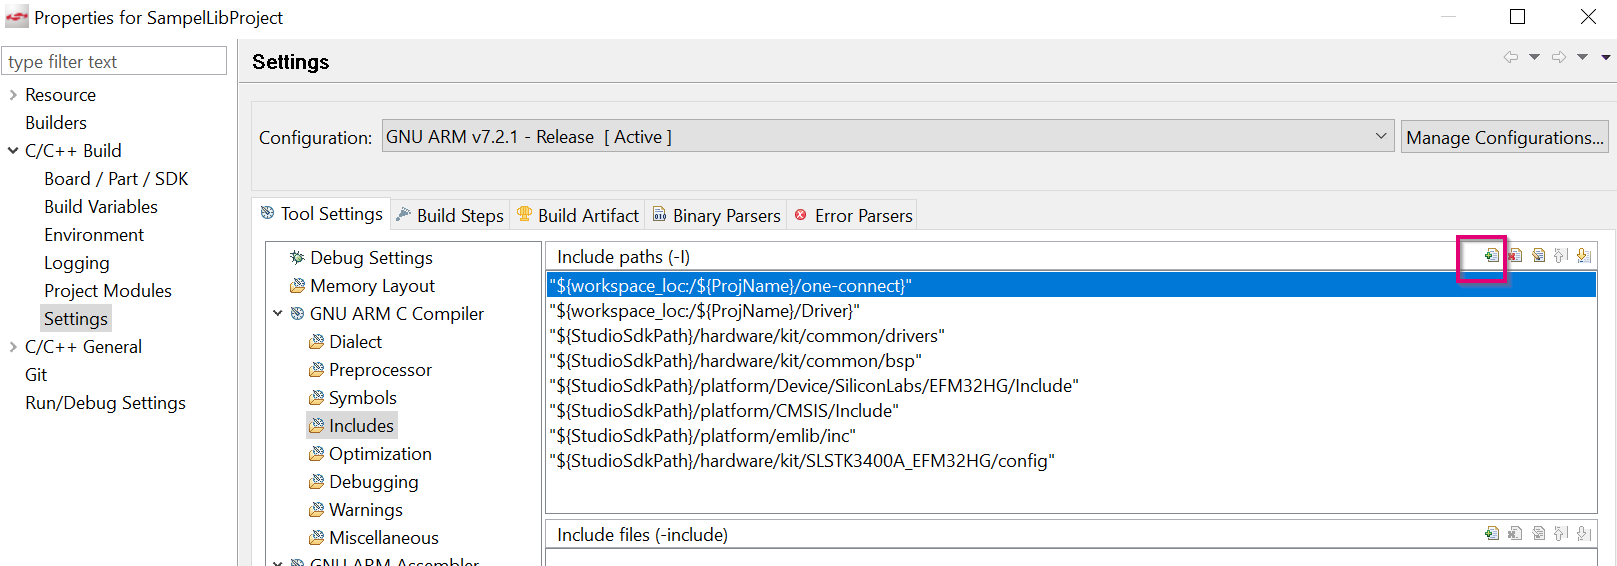 Properties for SampelLibProject
type filter text
Resource
Builders
C/C++ Build
Board / Part / SDK
Build Variables
Environment
Logging
Project Modules
Settings
C/C++ General
Git
Run/Debug Settings
Settings
Configuration: GNU ARM v7.2.1 - Release [ Active ] Manage Configurations...
Tool Settings Build Steps Build Artifact Binary Parsers Error Parsers
Debug Settings
Memory Layout
GNU ARM C Compiler
Dialect
Preprocessor
Symbols
Includes
Optimization
Debugging
Warnings
Miscellaneous
GNU ARM Assembler
Include paths (-I)
"${workspace_loc:/${ProjName}/one-connect}"
"${workspace_loc:/${ProjName}/Driver}"
"${StudioSdkPath}/hardware/kit/common/drivers"
"${StudioSdkPath}/hardware/kit/common/bsp"
"${StudioSdkPath}/platform/Device/SiliconLabs/EFM32HG/Include"
"${StudioSdkPath}/platform/CMSIS/Include"
"${StudioSdkPath}/platform/emlib/inc"
"${StudioSdkPath}/hardware/kit/SLSTK3400A_EFM32HG/config"
Include files (-include)